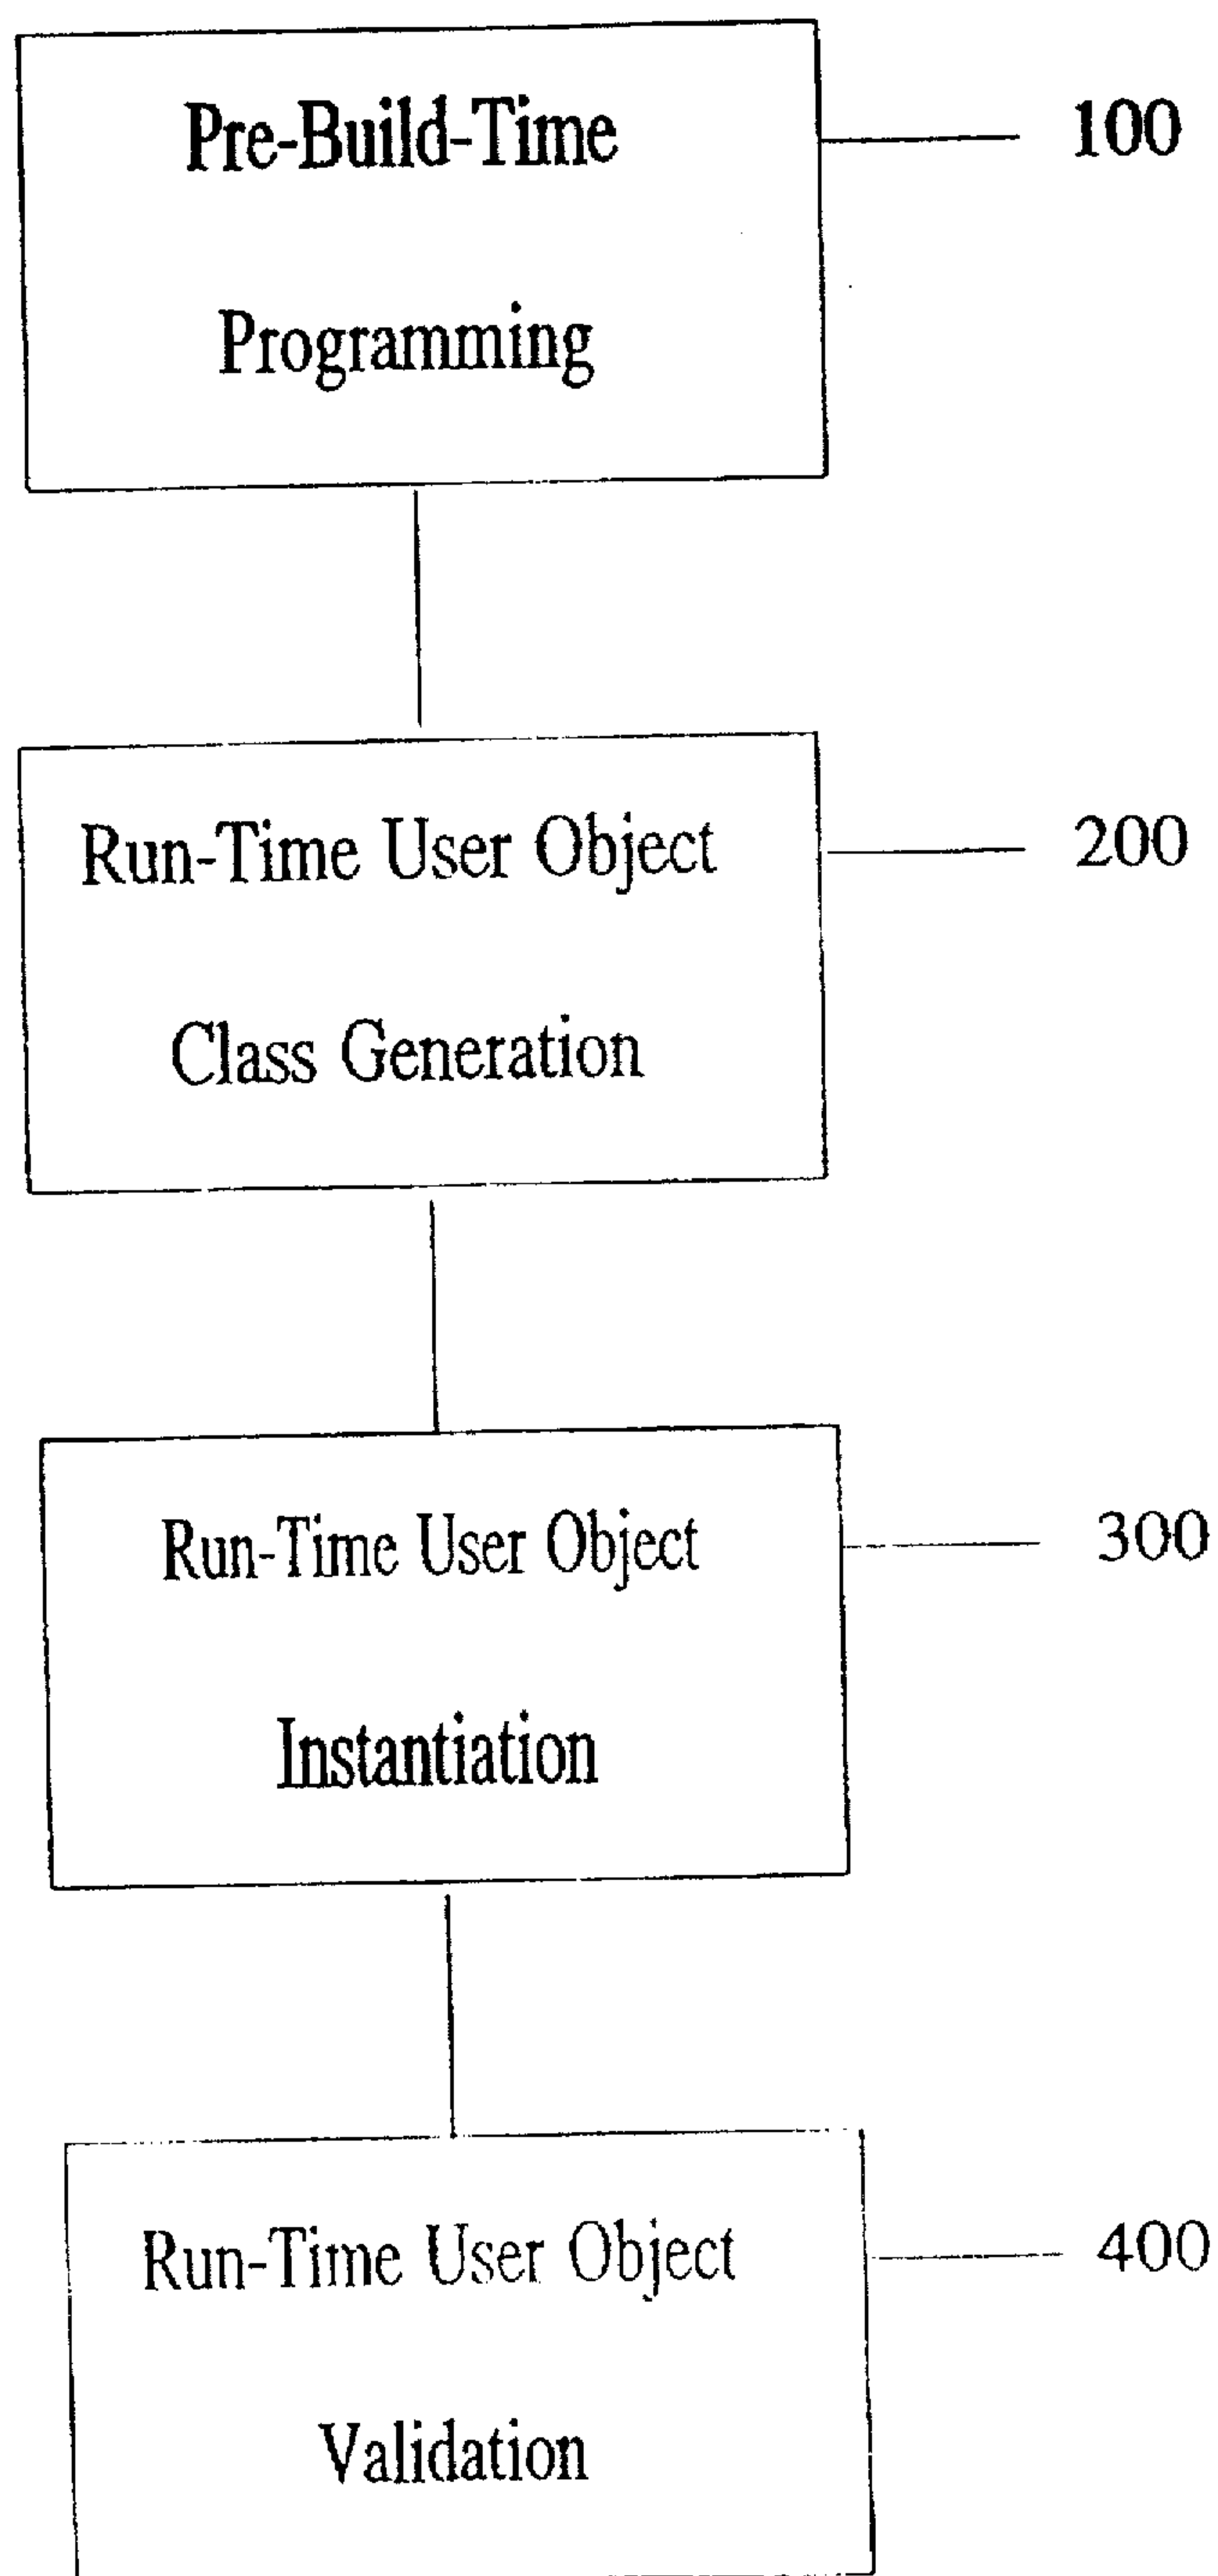 Pre-Build-Time
100
Programming
Run-Time User Object
200
Class Generation
Run-Time User Object
300
Instantiation
Run-Time User Object
400
Validation